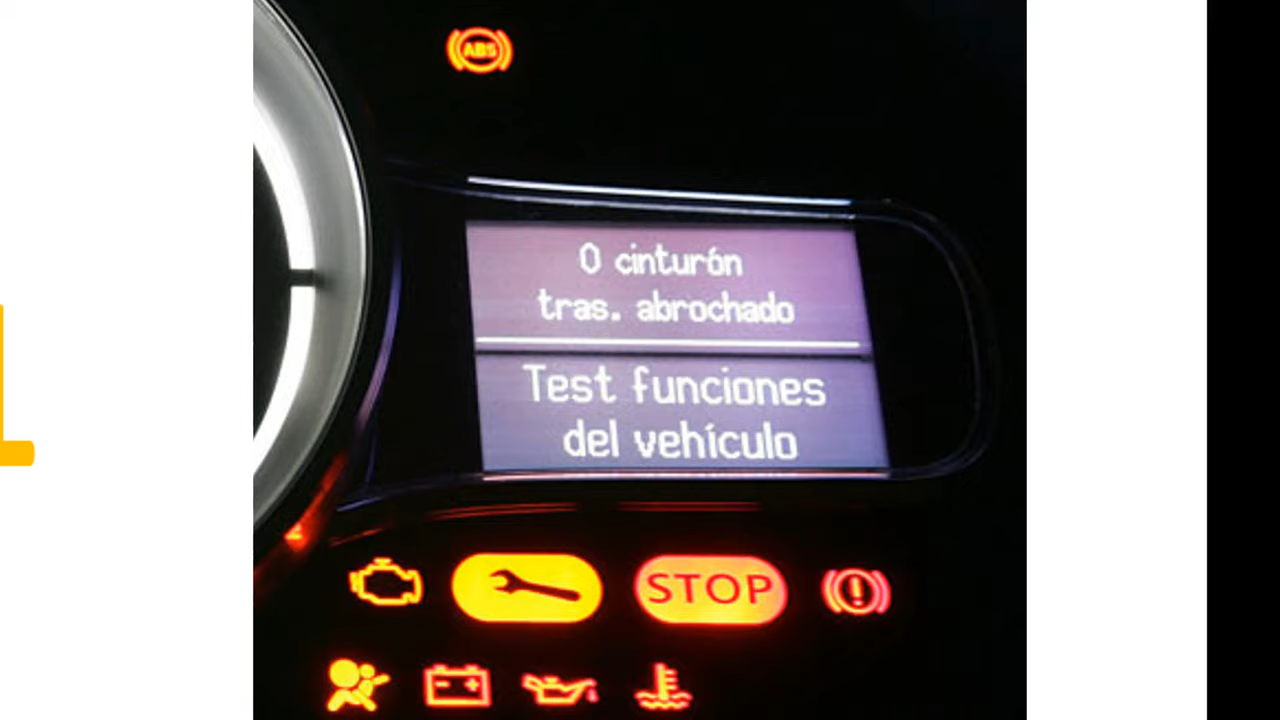 ABS
0 cinturón
tras. abrochado
Test funciones
del vehículo
STOP